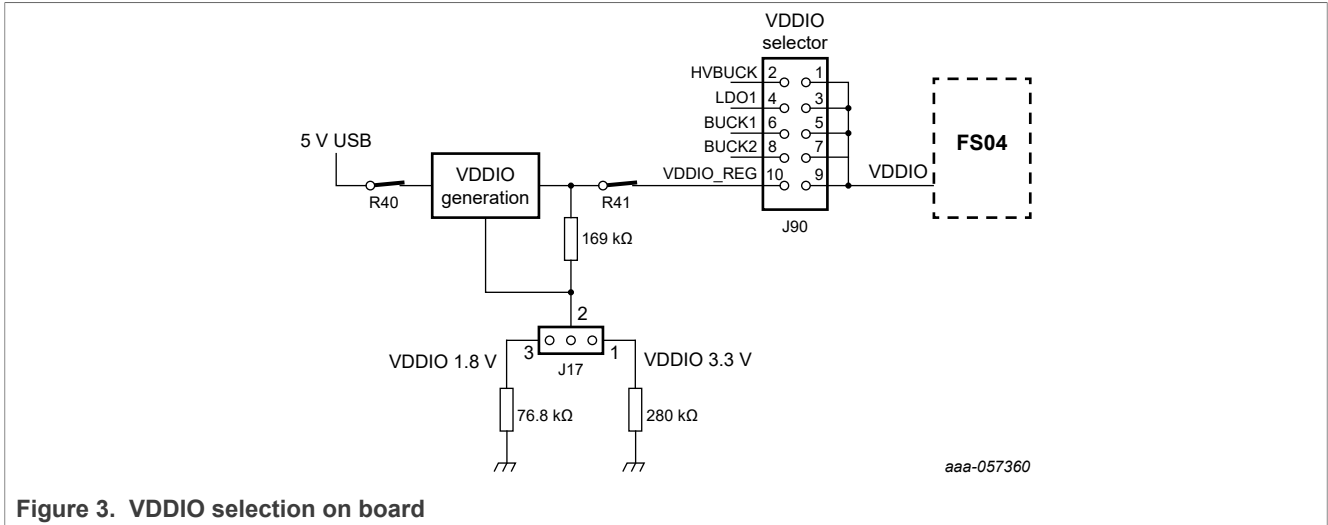 VDDIO
selector
HVBUCK 2 1
LDO1 4 3
BUCK1 6 5
BUCK2 8 7
VDDIO_REG 10 9
J90
VDDIO
FS04
5 V USB
R40
VDDIO
generation
R41
169 kΩ
2
3
1
J17
VDDIO 1.8 V
VDDIO 3.3 V
76.8 kΩ
280 kΩ
aaa-057360
Figure 3. VDDIO selection on board